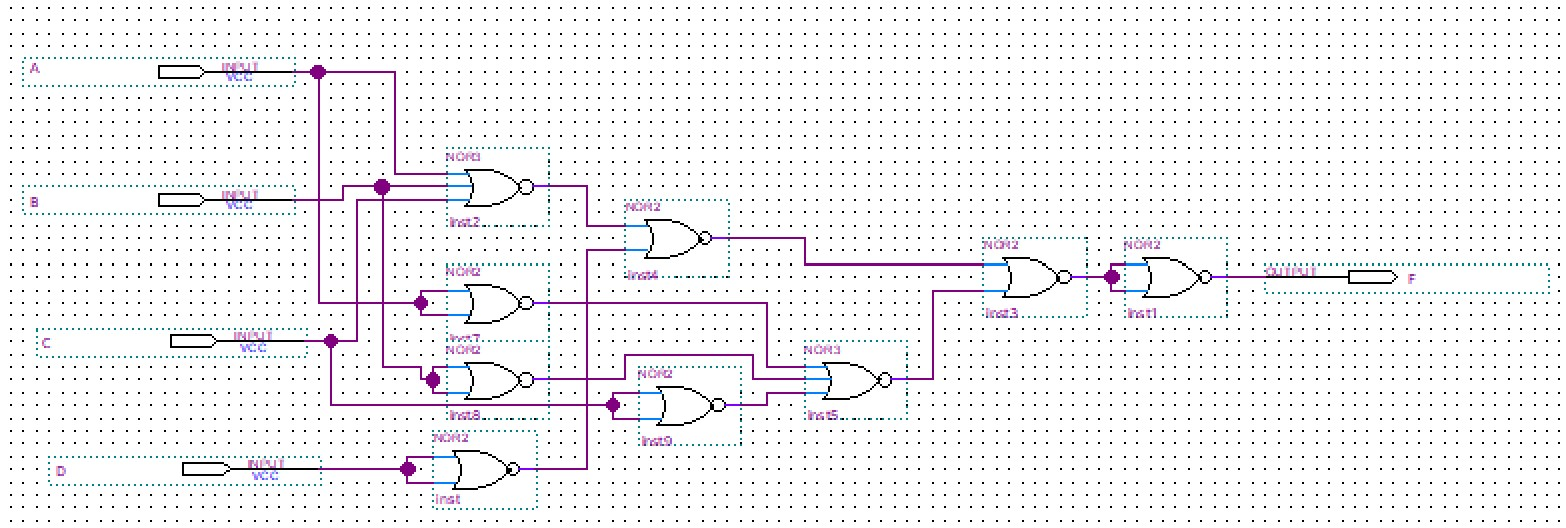 A
INPUT
VCC
NOR3
B
INPUT
VCC
inst2
NOR2
inst4
NOR2
inst7
NOR2
inst3
NOR2
inst1
OUTPUT
F
C
INPUT
VCC
NOR2
inst8
NOR2
inst9
NOR3
inst5
D
INPUT
VCC
NOR2
inst